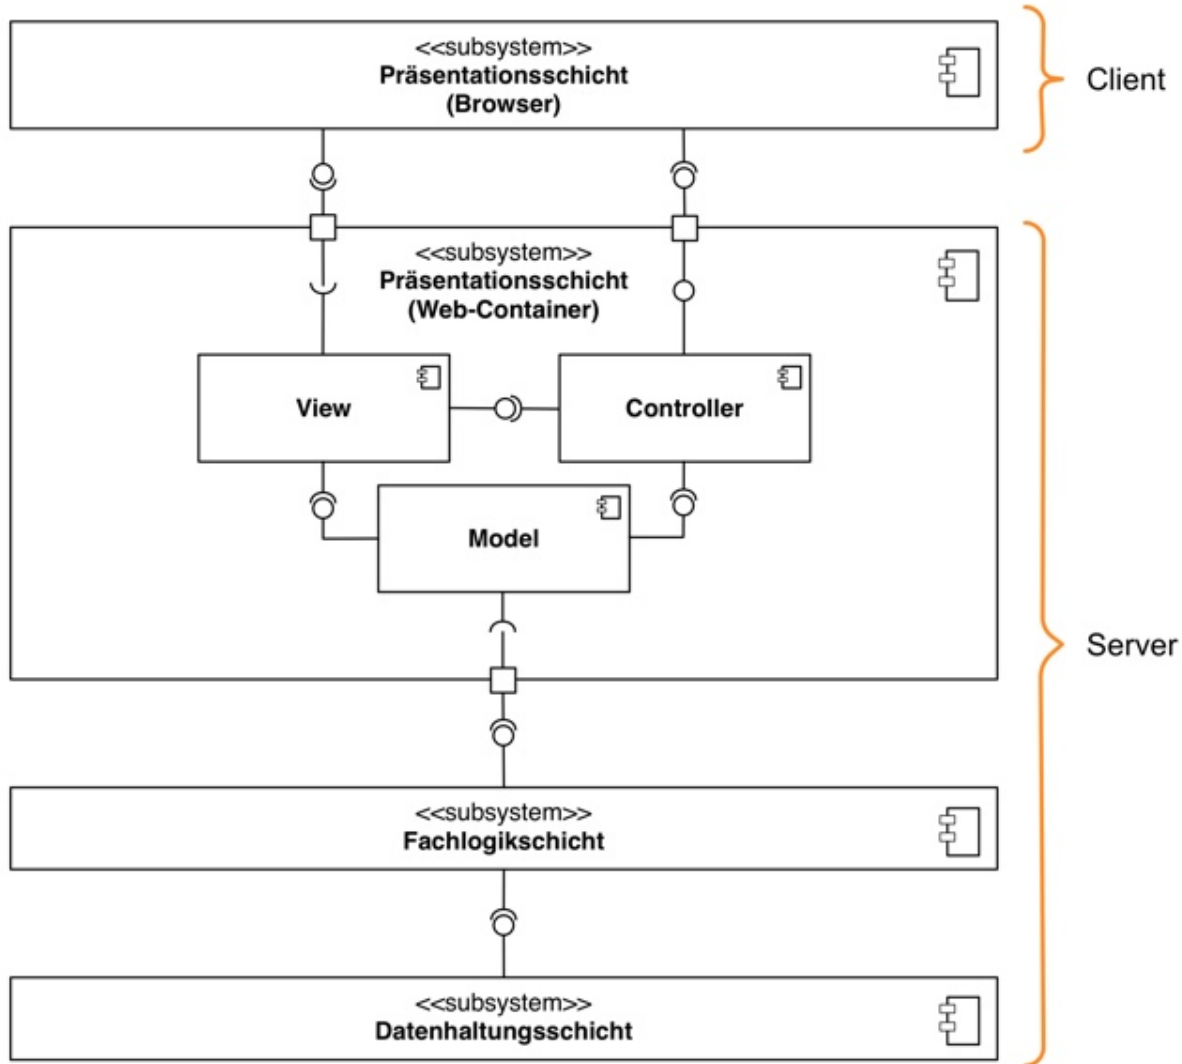 <<subsystem>>
Präsentationsschicht
(Browser)
Client
<<subsystem>>
Präsentationsschicht
(Web-Container)
View
Controller
Model
Server
<<subsystem>>
Fachlogikschicht
<<subsystem>>
Datenhaltungsschicht